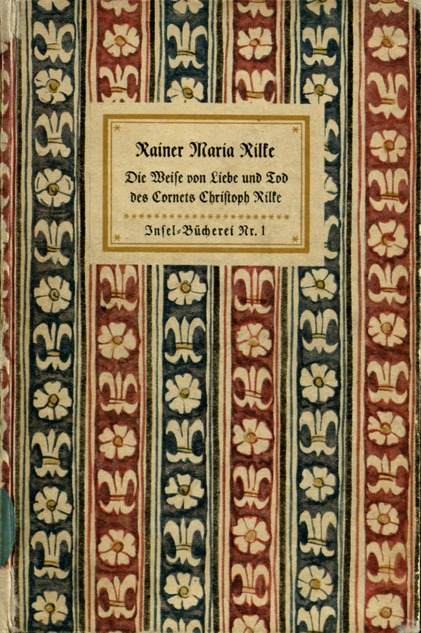 Rainer Maria Rilke
Die Weise von Liebe und Tod
des Cornets Christoph Rilke
Insel-Bücherei Nr. 1